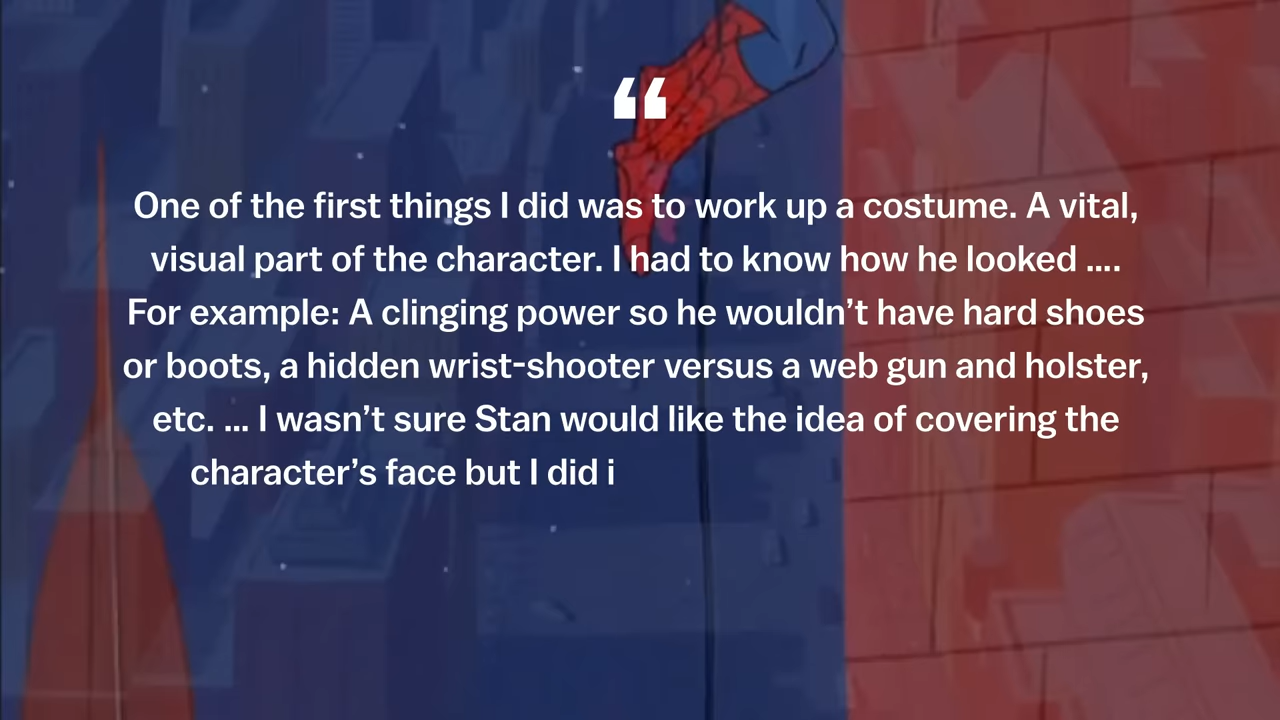 “
One of the first things I did was to work up a costume. A vital,
visual part of the character. I had to know how he looked ....
For example: A clinging power so he wouldn’t have hard shoes
or boots, a hidden wrist-shooter versus a web gun and holster,
etc. ... I wasn’t sure Stan would like the idea of covering the
character’s face but I did i